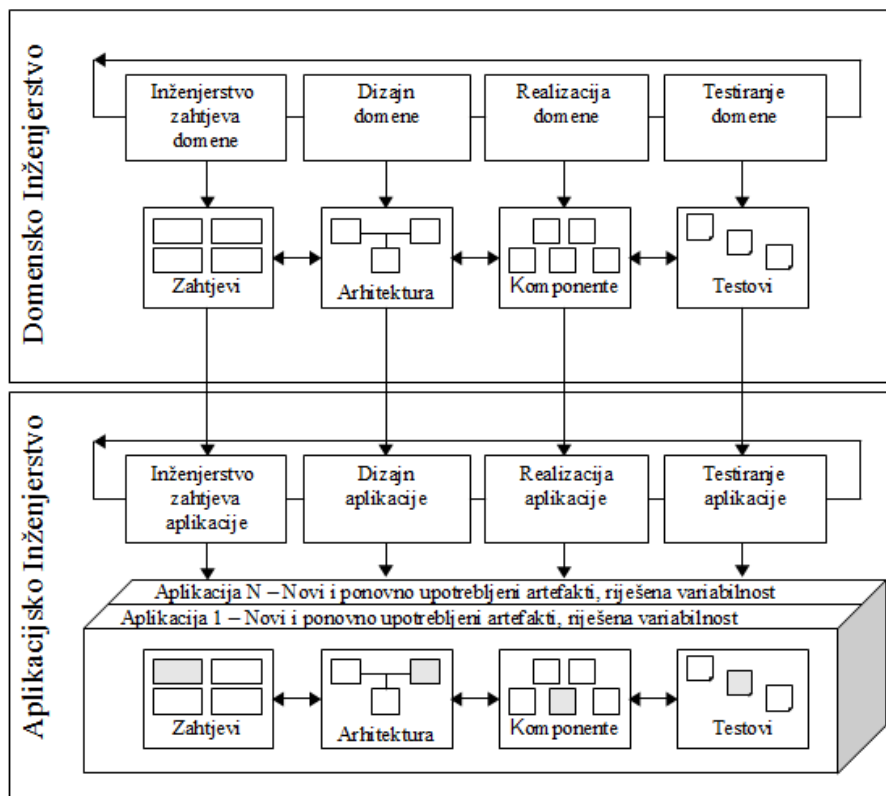 Domensko Inženjerstvo
Inženjerstvo
zahtjeva
domene
Dizajn
domene
Realizacija
domene
Testiranje
domene
Zahtjevi
Arhitektura
Komponente
Testovi
Aplikacijsko Inženjerstvo
Inženjerstvo
zahtjeva
aplikacije
Dizajn
aplikacije
Realizacija
aplikacije
Testiranje
aplikacije
Aplikacija N – Novi i ponovno upotrebljeni artefakti, riješena variabilnost
Aplikacija 1 – Novi i ponovno upotrebljeni artefakti, riješena variabilnost
Zahtjevi
Arhitektura
Komponente
Testovi